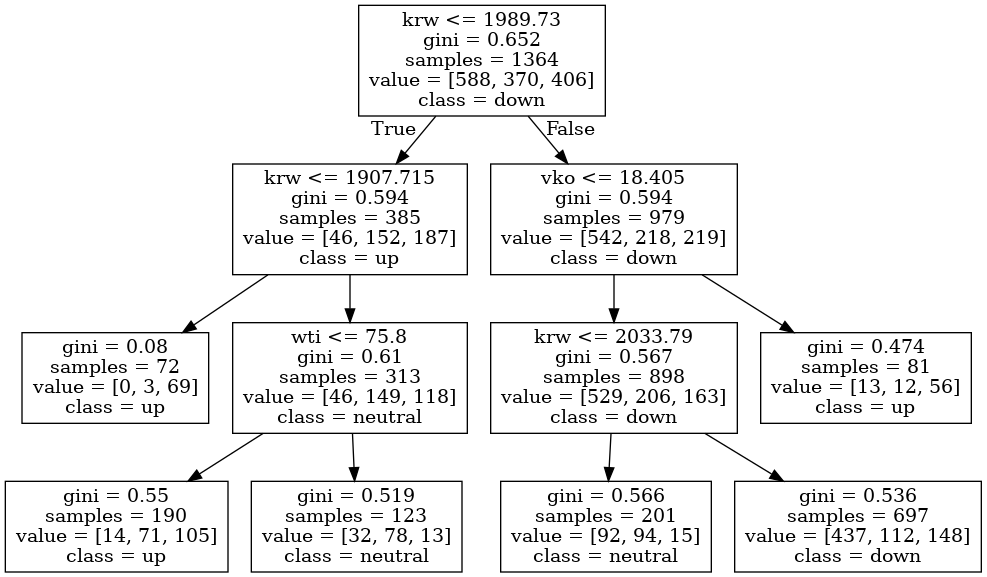 krw <= 1989.73
gini = 0.652
samples = 1364
value = [588, 370, 406]
class = down
True
False
krw <= 1907.715
gini = 0.594
samples = 385
value = [46, 152, 187]
class = up
vko <= 18.405
gini = 0.594
samples = 979
value = [542, 218, 219]
class = down
gini = 0.08
samples = 72
value = [0, 3, 69]
class = up
wti <= 75.8
gini = 0.61
samples = 313
value = [46, 149, 118]
class = neutral
krw <= 2033.79
gini = 0.567
samples = 898
value = [529, 206, 163]
class = down
gini = 0.474
samples = 81
value = [13, 12, 56]
class = up
gini = 0.55
samples = 190
value = [14, 71, 105]
class = up
gini = 0.519
samples = 123
value = [32, 78, 13]
class = neutral
gini = 0.566
samples = 201
value = [92, 94, 15]
class = neutral
gini = 0.536
samples = 697
value = [437, 112, 148]
class = down